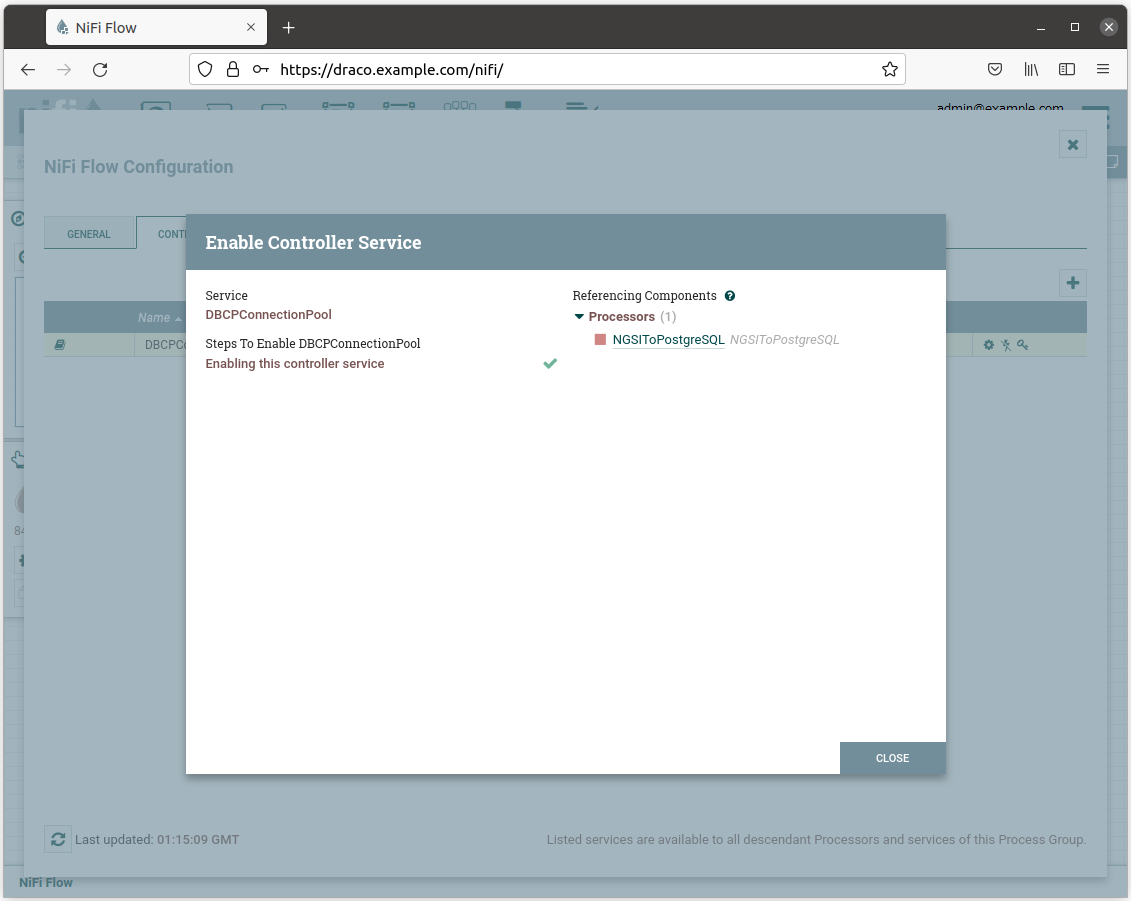 NiFi Flow
https://draco.example.com/nifi/
admin@example.com
NiFi Flow Configuration
GENERAL
CONT
Enable Controller Service
Name
DBCPC
Service
DBCPConnectionPool
Steps To Enable DBCPConnectionPool
Enabling this controller service
Referencing Components
Processors (1)
NGSIToPostgreSQL NGSIToPostgreSQL
CLOSE
Last updated: 01:15:09 GMT
Listed services are available to all descendant Processors and services of this Process Group.
NiFi Flow